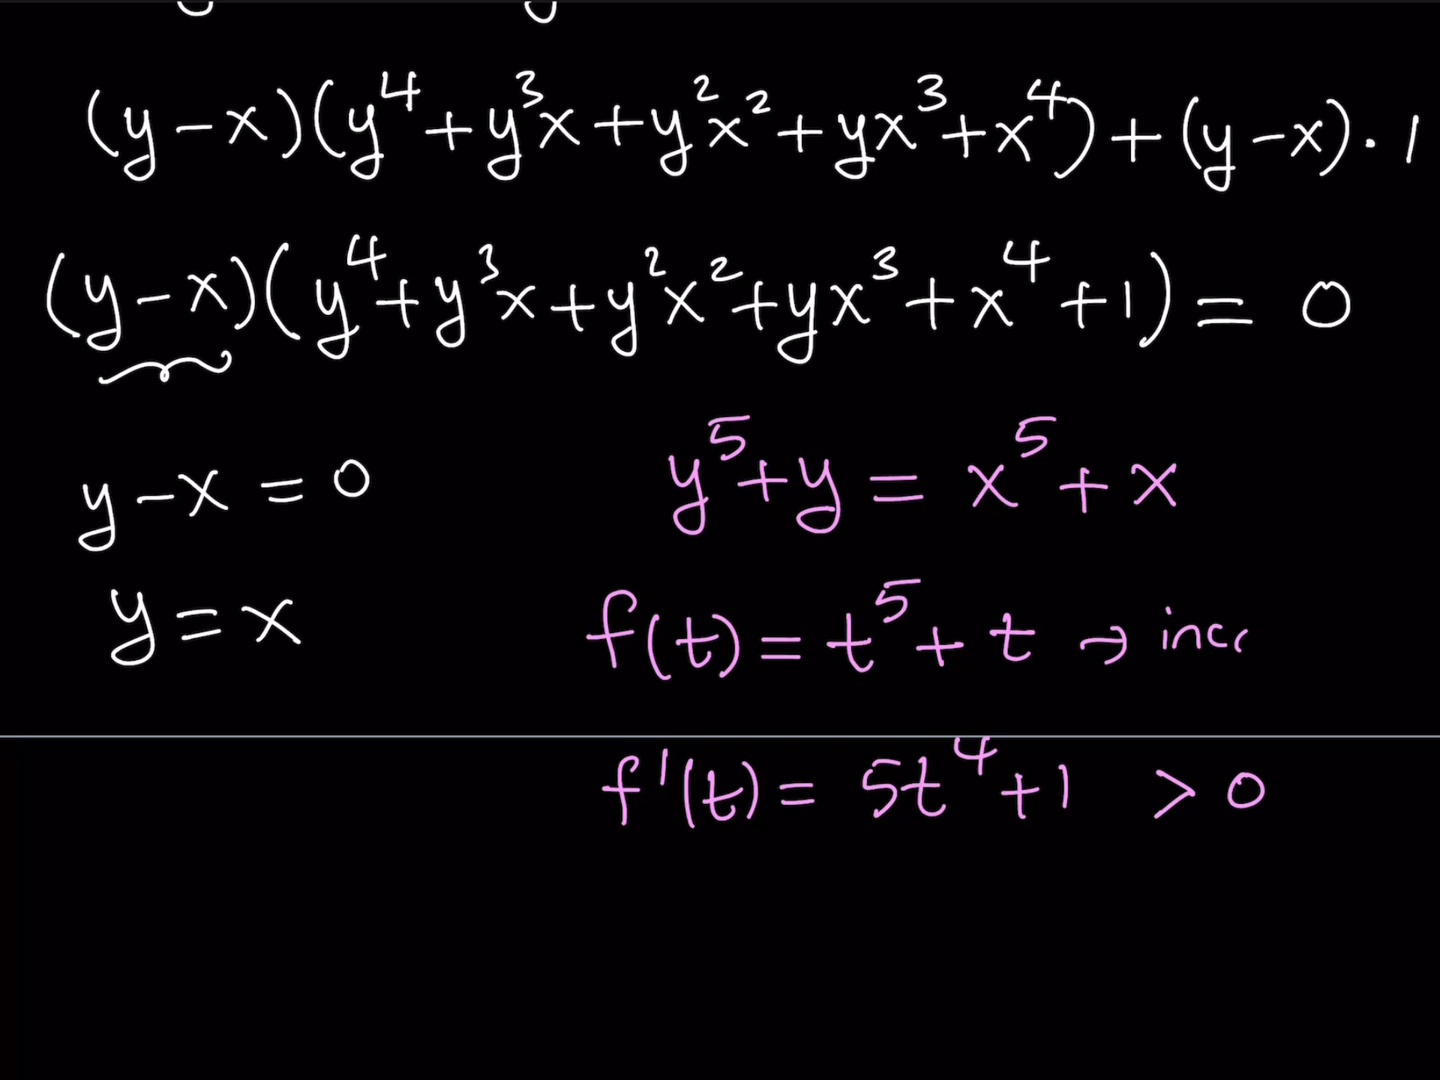 (y-x)(y⁴+y³x+y²x²+yx³+x⁴)+(y-x)·1
(y-x)(y⁴+y³x+y²x²+yx³+x⁴+1)=0
y-x=0
y⁵+y=x⁵+x
y=x
f(t)=t⁵+t → incr
f'(t)=5t⁴+1 >0